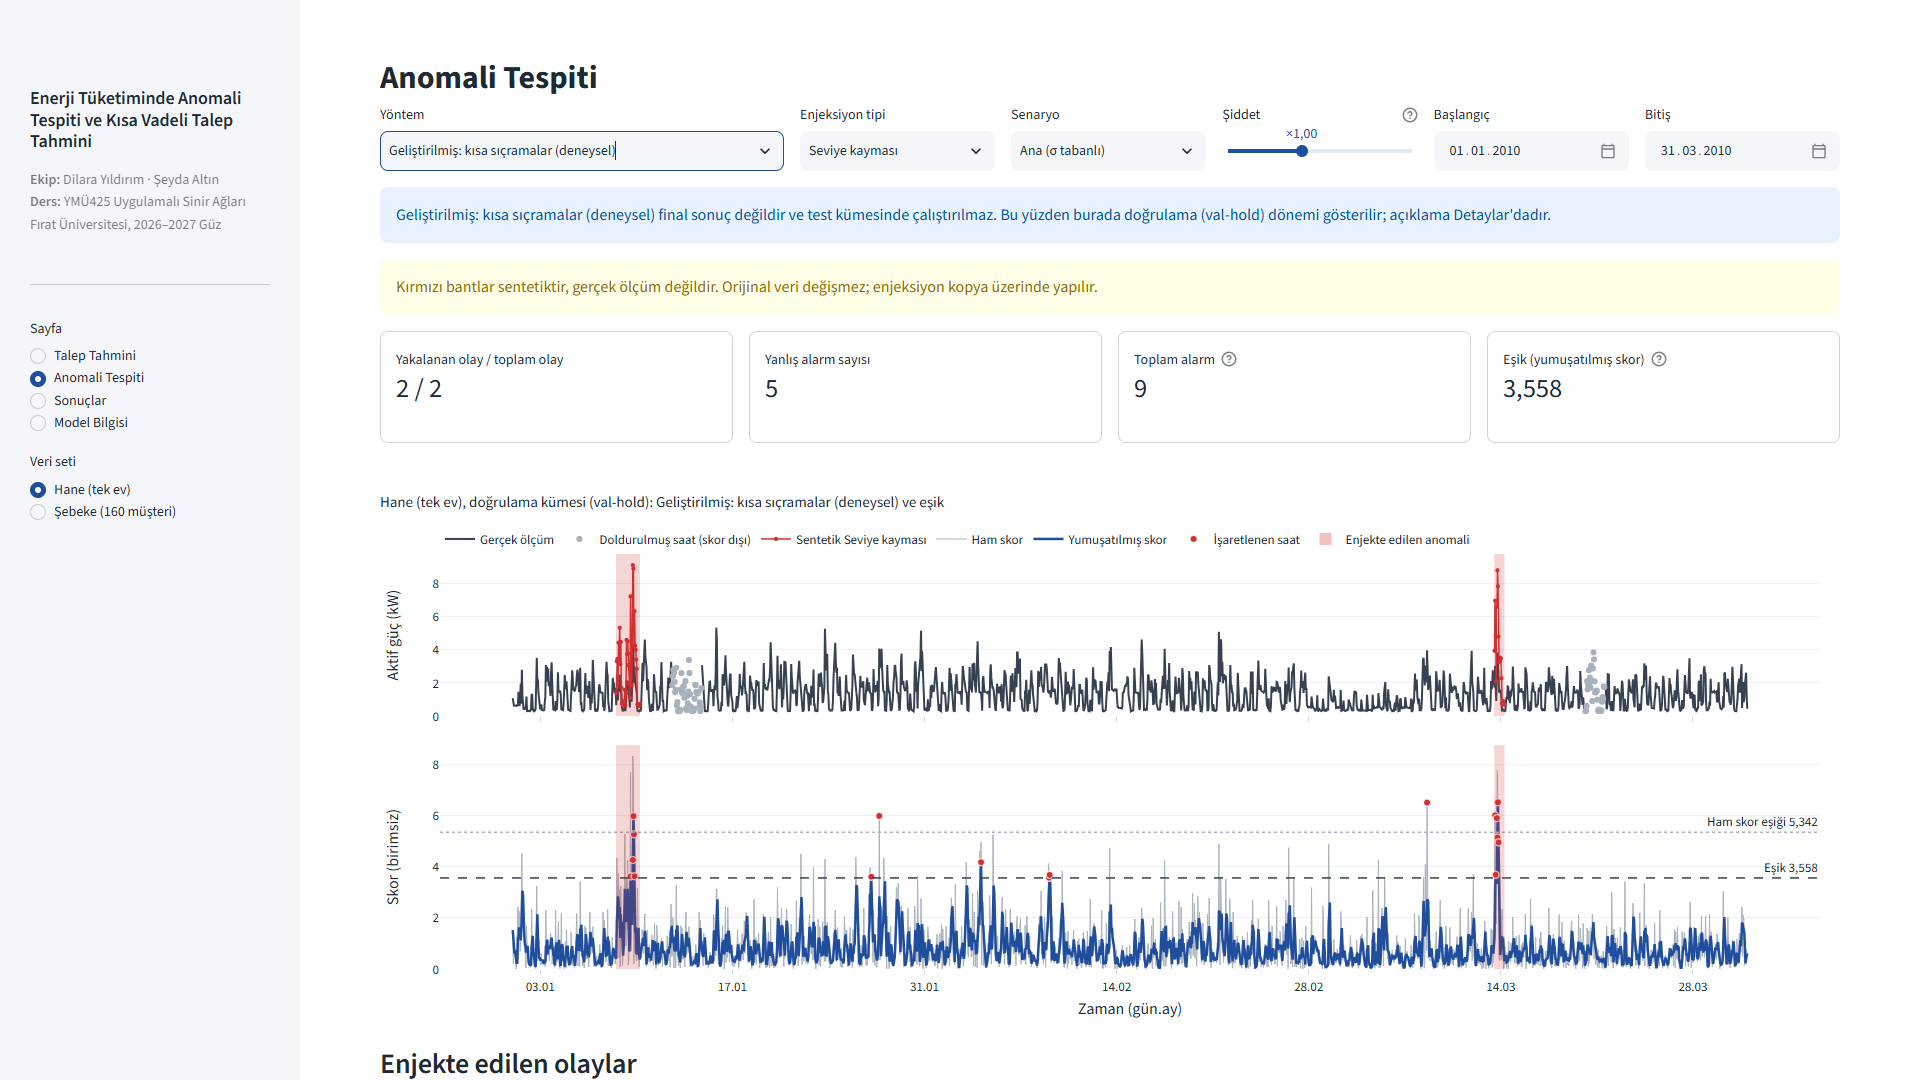 Enerji Tüketiminde Anomali
Tespiti ve Kısa Vadeli Talep
Tahmini
Ekip: Dilara Yıldırım · Şeyda Altın
Ders: YMÜ425 Uygulamalı Sinir Ağları
Fırat Üniversitesi, 2026–2027 Güz
Sayfa
Talep Tahmini
Anomali Tespiti
Sonuçlar
Model Bilgisi
Veri seti
Hane (tek ev)
Şebeke (160 müşteri)
Anomali Tespiti
Yöntem
Geliştirilmiş: kısa sıçramalar (deneysel)
Enjeksiyon tipi
Seviye kayması
Senaryo
Ana (σ tabanlı)
Şiddet
×1,00
Başlangıç
01.01.2010
Bitiş
31.03.2010
Geliştirilmiş: kısa sıçramalar (deneysel) final sonuç değildir ve test kümesinde çalıştırılmaz. Bu yüzden burada doğrulama (val-hold) dönemi gösterilir; açıklama Detaylar'dadır.
Kırmızı bantlar sentetiktir, gerçek ölçüm değildir. Orijinal veri değişmez; enjeksiyon kopya üzerinde yapılır.
Yakalanan olay / toplam olay
2 / 2
Yanlış alarm sayısı
5
Toplam alarm
9
Eşik (yumuşatılmış skor)
3,558
Hane (tek ev), doğrulama kümesi (val-hold): Geliştirilmiş: kısa sıçramalar (deneysel) ve eşik
Gerçek ölçüm Doldurulmuş saat (skor dışı) Sentetik Seviye kayması Ham skor Yumuşatılmış skor İşaretlenen saat Enjekte edilen anomali
Aktif güç (kW)
8
6
4
2
0
Skor (birimsiz)
8
6
4
2
0
Ham skor eşiği 5,342
Eşik 3,558
03.01 17.01 31.01 14.02 28.02 14.03 28.03
Zaman (gün.ay)
Enjekte edilen olaylar